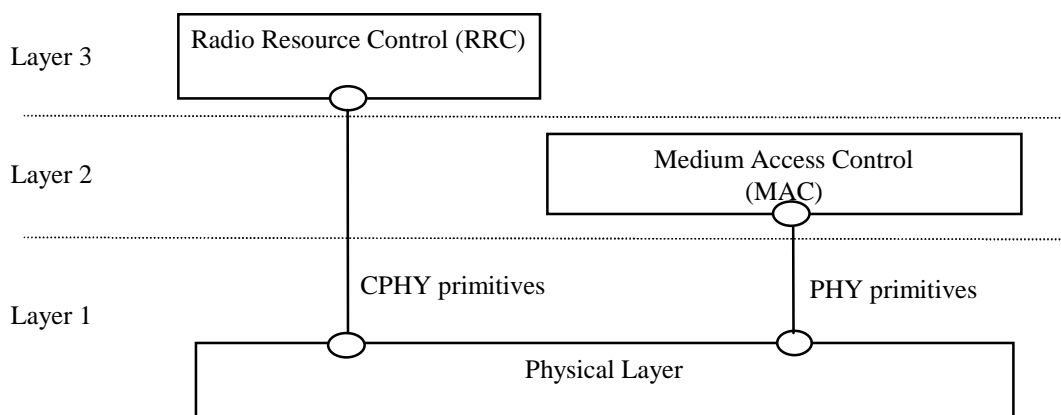 Radio Resource Control (RRC)
Layer 3
Medium Access Control
(MAC)
Layer 2
CPHY primitives
PHY primitives
Layer 1
Physical Layer